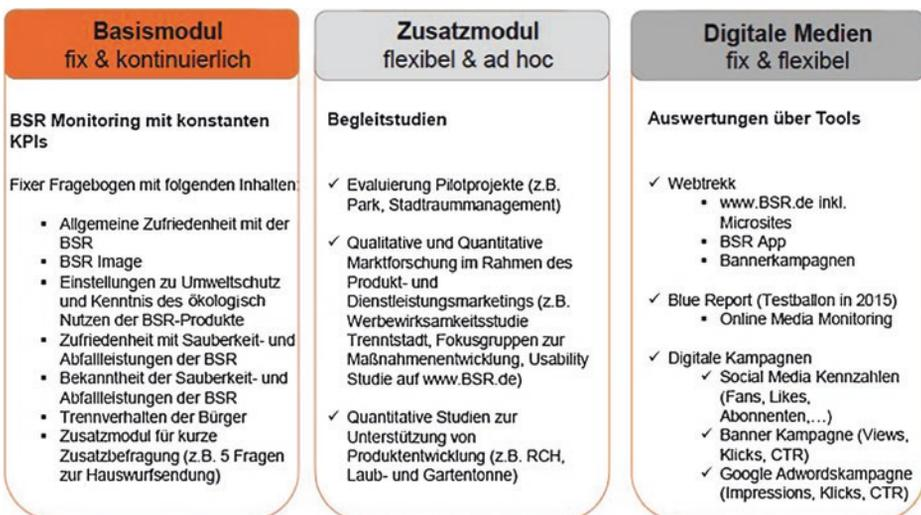 Basismodul
fix & kontinuierlich
BSR Monitoring mit konstanten
KPIs
Fixer Fragebogen mit folgenden Inhalten:
▪ Allgemeine Zufriedenheit mit der
BSR
▪ BSR Image
▪ Einstellungen zu Umweltschutz
und Kenntnis des ökologisch
Nutzen der BSR-Produkte
▪ Zufriedenheit mit Sauberkeit- und
Abfallleistungen der BSR
▪ Bekanntheit der Sauberkeit- und
Abfallleistungen der BSR
▪ Trennverhalten der Bürger
▪ Zusatzmodul für kurze
Zusatzbefragung (z.B. 5 Fragen
zur Hauswurfsendung)
Zusatzmodul
flexibel & ad hoc
Begleitstudien
✓ Evaluierung Pilotprojekte (z.B.
Park, Stadtraummanagement)
✓ Qualitative und Quantitative
Marktforschung im Rahmen des
Produkt- und
Dienstleistungsmarketings (z.B.
Werbewirksamkeitsstudie
Trenntstadt, Fokusgruppen zur
Maßnahmenentwicklung, Usability
Studie auf www.BSR.de)
✓ Quantitative Studien zur
Unterstützung von
Produktentwicklung (z.B. RCH,
Laub- und Gartentonne)
Digitale Medien
fix & flexibel
Auswertungen über Tools
✓ Webtrekk
▪ www.BSR.de inkl.
Microsites
▪ BSR App
▪ Bannerkampagnen
✓ Blue Report (Testballon in 2015)
▪ Online Media Monitoring
✓ Digitale Kampagnen
✓ Social Media Kennzahlen
(Fans, Likes,
Abonnenten,…)
✓ Banner Kampagne (Views,
Klicks, CTR)
✓ Google Adwordskampagne
(Impressions, Klicks, CTR)